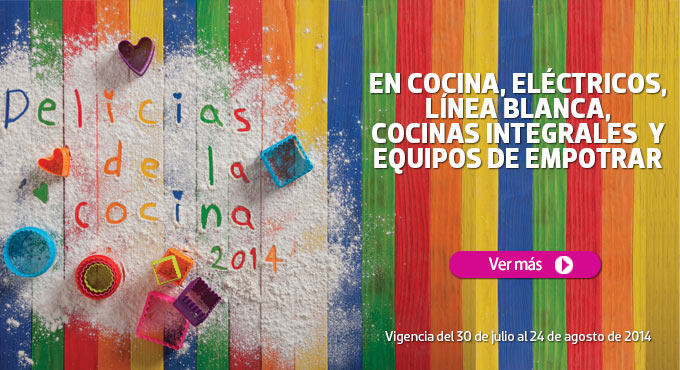 Delicias
de la
cocina
2014
EN COCINA, ELÉCTRICOS,
LÍNEA BLANCA,
COCINAS INTEGRALES Y
EQUIPOS DE EMPOTRAR
Ver más
Vigencia del 30 de julio al 24 de agosto de 2014